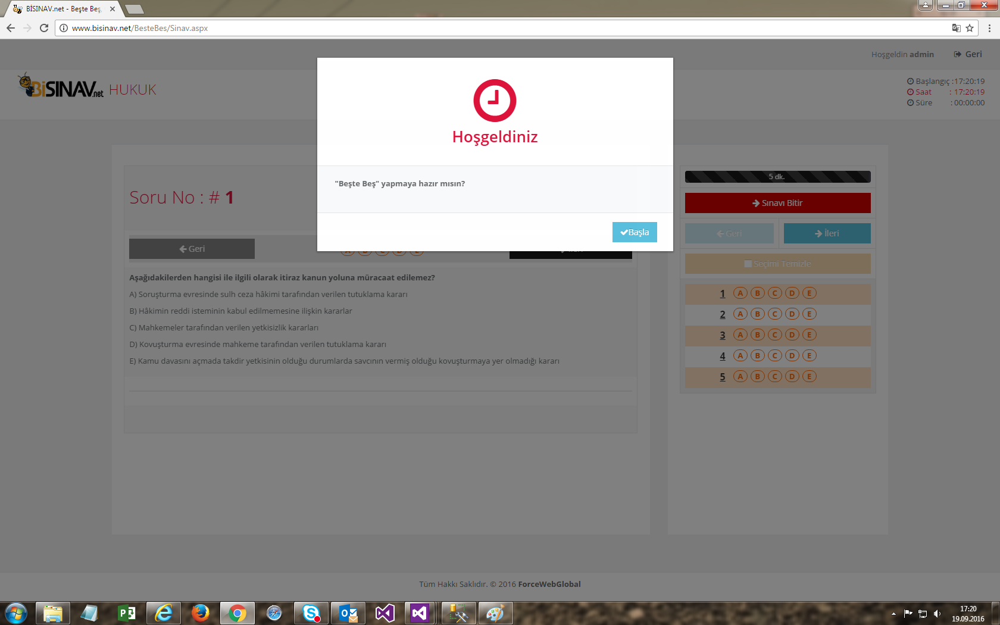 BİSINAV.net - Beşte Beş
www.bisinav.net/BesteBes/Sinav.aspx
Hoşgeldin admin
Geri
BiSINAV.net HUKUK
Başlangıç :17:20:19
Saat : 17:20:19
Süre : 00:00:00
Hoşgeldiniz
"Beşte Beş" yapmaya hazır mısın?
Başla
Soru No : # 1
Geri
A B C D E
Aşağıdakilerden hangisi ile ilgili olarak itiraz kanun yoluna müracaat edilemez?
A) Soruşturma evresinde sulh ceza hâkimi tarafından verilen tutuklama kararı
B) Hâkimin reddi isteminin kabul edilmemesine ilişkin kararlar
C) Mahkemeler tarafından verilen yetkisizlik kararları
D) Kovuşturma evresinde mahkeme tarafından verilen tutuklama kararı
E) Kamu davasını açmada takdir yetkisinin olduğu durumlarda savcının vermiş olduğu kovuşturmaya yer olmadığı kararı
5 dk.
Sınavı Bitir
Geri
İleri
Seçimi Temizle
1 A B C D E
2 A B C D E
3 A B C D E
4 A B C D E
5 A B C D E
Tüm Hakkı Saklıdır. © 2016 ForceWebGlobal
17:20
19.09.2016